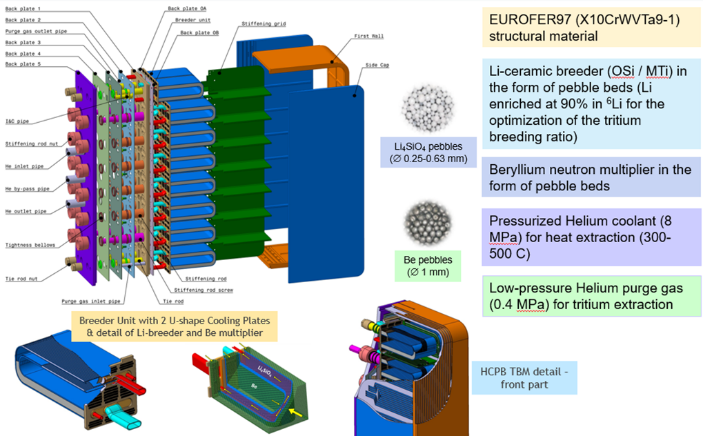 Back plate 1
Purge gas outlet pipe
Back plate 2
Back plate 3
Back plate 4
Back plate 5
Back plate OA
Breeder unit
Back plate OB
Stiffening grid
First Wall
Side Cap
I&C pipe
Stiffening rod nut
He inlet pipe
He by-pass pipe
He outlet pipe
Tightness bellows
Tie rod nut
Purge gas inlet pipe
Tie rod
Stiffening rod screw
Stiffening rod
Li4SiO4 pebbles
(∅ 0.25-0.63 mm)
Be pebbles
(∅ 1 mm)
EUROFER97 (X10CrWVTa9-1)
structural material
Li-ceramic breeder (OSi / MTi) in
the form of pebble beds (Li
enriched at 90% in ⁶Li for the
optimization of the tritium
breeding ratio)
Beryllium neutron multiplier in the
form of pebble beds
Pressurized Helium coolant (8
MPa) for heat extraction (300-
500 C)
Low-pressure Helium purge gas
(0.4 MPa) for tritium extraction
Breeder Unit with 2 U-shape Cooling Plates
& detail of Li-breeder and Be multiplier
Li4SiO4
Be
HCPB TBM detail -
front part